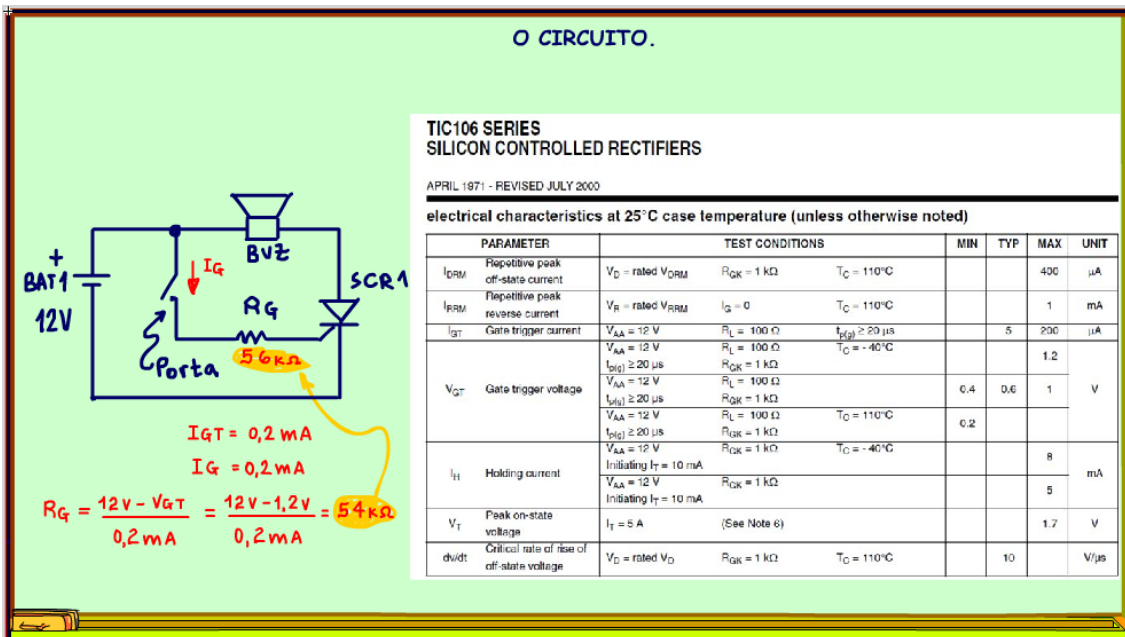 O CIRCUITO.
TIC106 SERIES
SILICON CONTROLLED RECTIFIERS
APRIL 1971 - REVISED JULY 2000
electrical characteristics at 25°C case temperature (unless otherwise noted)
PARAMETER TEST CONDITIONS MIN TYP MAX UNIT
IDRM Repetitive peak off-state current VD = rated VDRM RGK = 1 kΩ TC = 110°C 400 µA
IRRM Repetitive peak reverse current VR = rated VRRM IG = 0 TC = 110°C 1 mA
IGT Gate trigger current VAA = 12 V RL = 100 Ω tp(g) ≥ 20 µs 5 200 µA
VGT Gate trigger voltage V
VAA = 12 V RL = 100 Ω TC = - 40°C
tp(g) ≥ 20 µs RGK = 1 kΩ 1.2
VAA = 12 V RL = 100 Ω
tp(g) ≥ 20 µs RGK = 1 kΩ 0.4 0.6 1
VAA = 12 V RL = 100 Ω TC = 110°C
tp(g) ≥ 20 µs RGK = 1 kΩ 0.2
IH Holding current mA
VAA = 12 V RGK = 1 kΩ TC = - 40°C
Initiating IT = 10 mA 8
VAA = 12 V RGK = 1 kΩ
Initiating IT = 10 mA 5
VT Peak on-state voltage IT = 5 A (See Note 6) 1.7 V
dv/dt Critical rate of rise of off-state voltage VD = rated VD RGK = 1 kΩ TC = 110°C 10 V/µs
+
BAT1
12V
IG
BUZ
SCR1
RG
56KΩ
Porta
IGT = 0,2 mA
IG = 0,2 mA
RG = 12V - VGT / 0,2 mA = 12V - 1,2V / 0,2 mA = 54KΩ